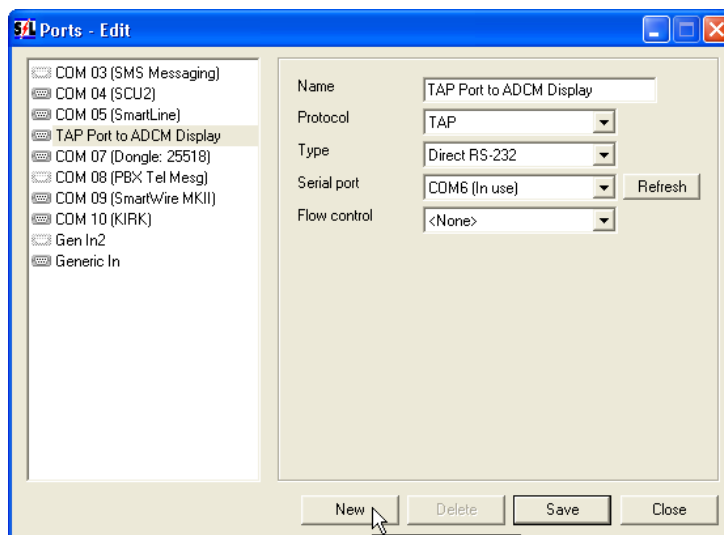 Ports - Edit
COM 03 (SMS Messaging)
COM 04 (SCU2)
COM 05 (SmartLine)
TAP Port to ADCM Display
COM 07 (Dongle: 25518)
COM 08 (PBX Tel Mesg)
COM 09 (SmartWire MKII)
COM 10 (KIRK)
Gen In2
Generic In
Name TAP Port to ADCM Display
Protocol TAP
Type Direct RS-232
Serial port COM6 (In use) Refresh
Flow control <None>
New Delete Save Close